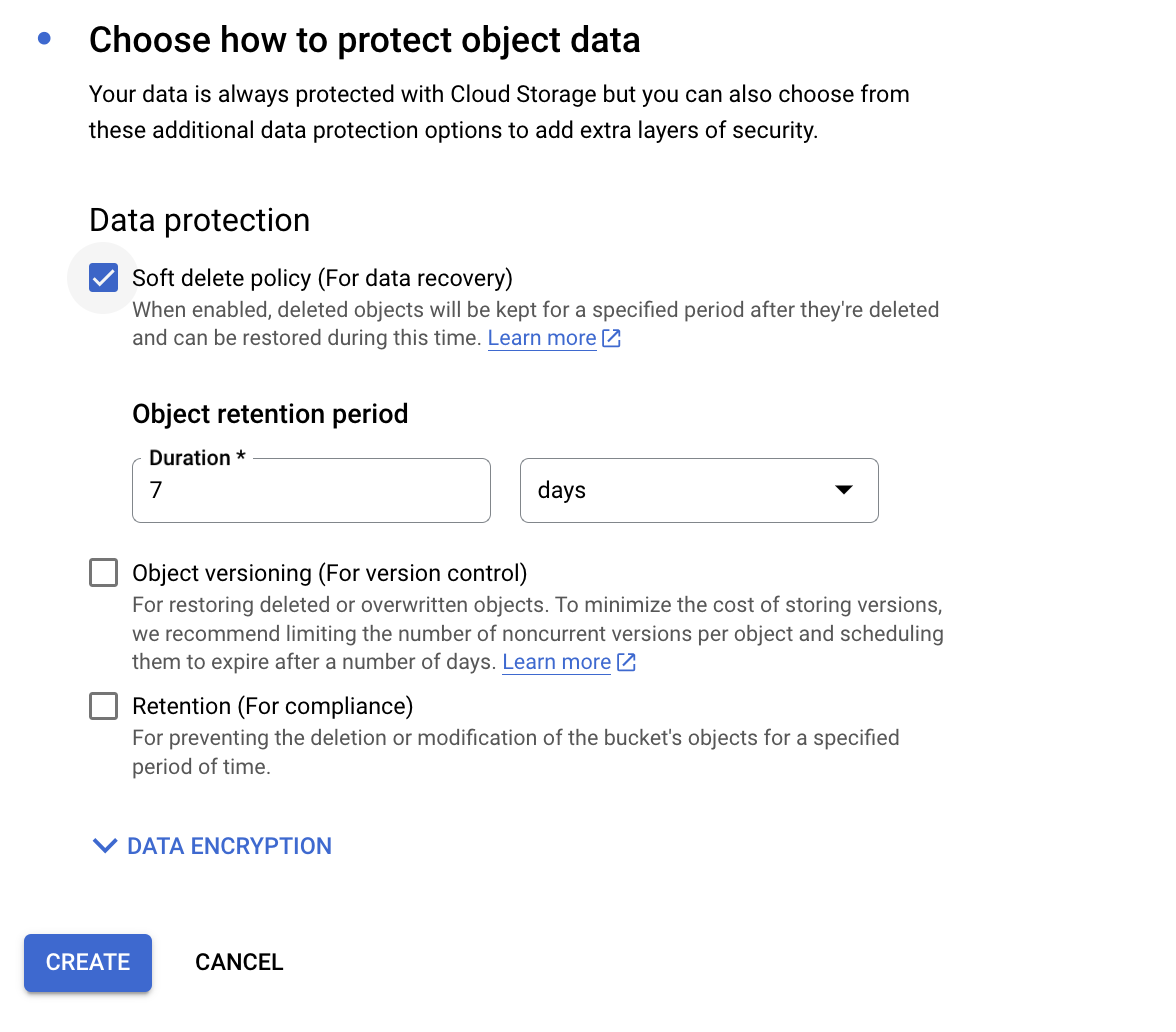 Choose how to protect object data
Your data is always protected with Cloud Storage but you can also choose from
these additional data protection options to add extra layers of security.
Data protection
Soft delete policy (For data recovery)
When enabled, deleted objects will be kept for a specified period after they're deleted
and can be restored during this time. Learn more
Object retention period
Duration *
7
days
Object versioning (For version control)
For restoring deleted or overwritten objects. To minimize the cost of storing versions,
we recommend limiting the number of noncurrent versions per object and scheduling
them to expire after a number of days. Learn more
Retention (For compliance)
For preventing the deletion or modification of the bucket's objects for a specified
period of time.
DATA ENCRYPTION
CREATE
CANCEL